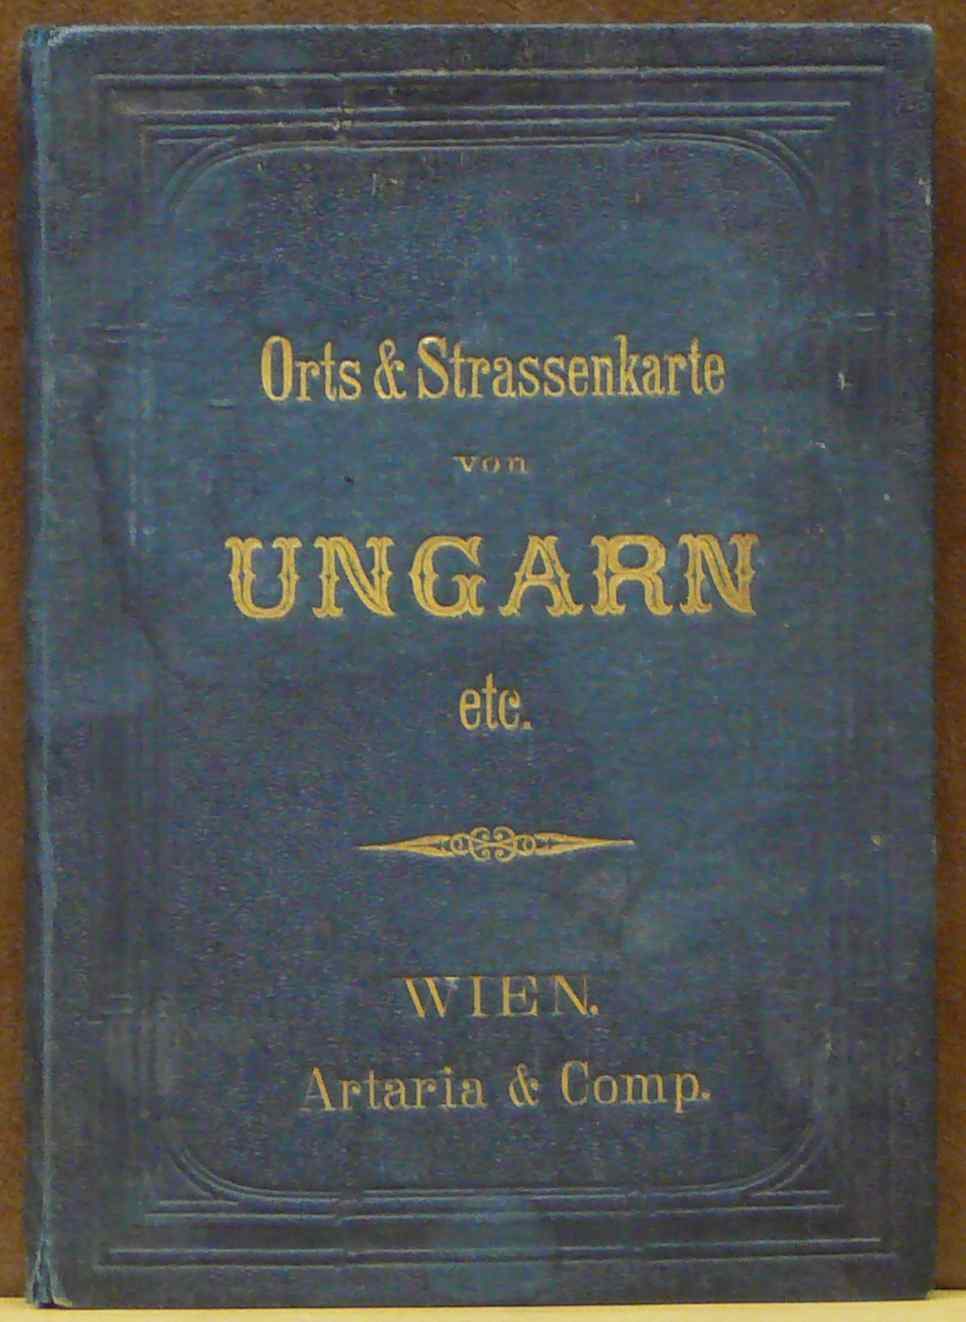 Orts & Strassenkarte
von
UNGARN
etc.
WIEN.
Artaria & Comp.